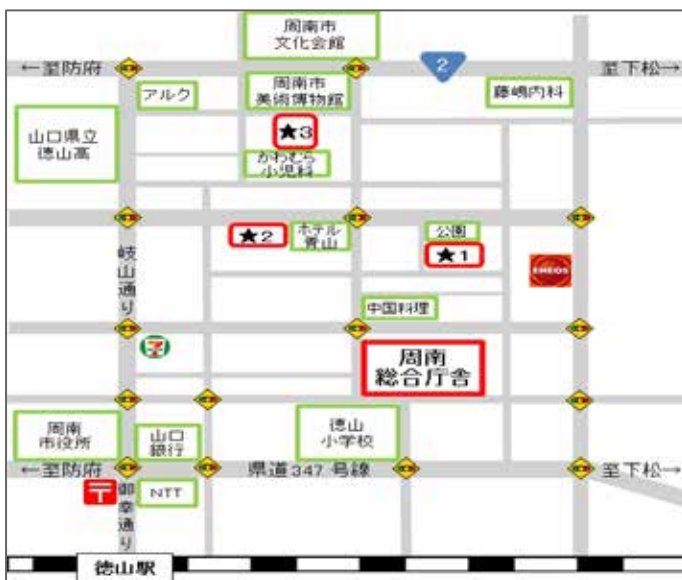 周南市
文化会館
←至防府
2
至下松→
アルク
周南市
美術博物館
藤嶋内科
山口県立
徳山高
★3
かわむら
小児科
★2
ホテル
青山
公園
★1
岐山通り
ENEOS
中国料理
7
周南
総合庁舎
周南
市役所
山口
銀行
徳山
小学校
←至防府
県道347号線
至下松→
〒
御幸通り
NTT
徳山駅